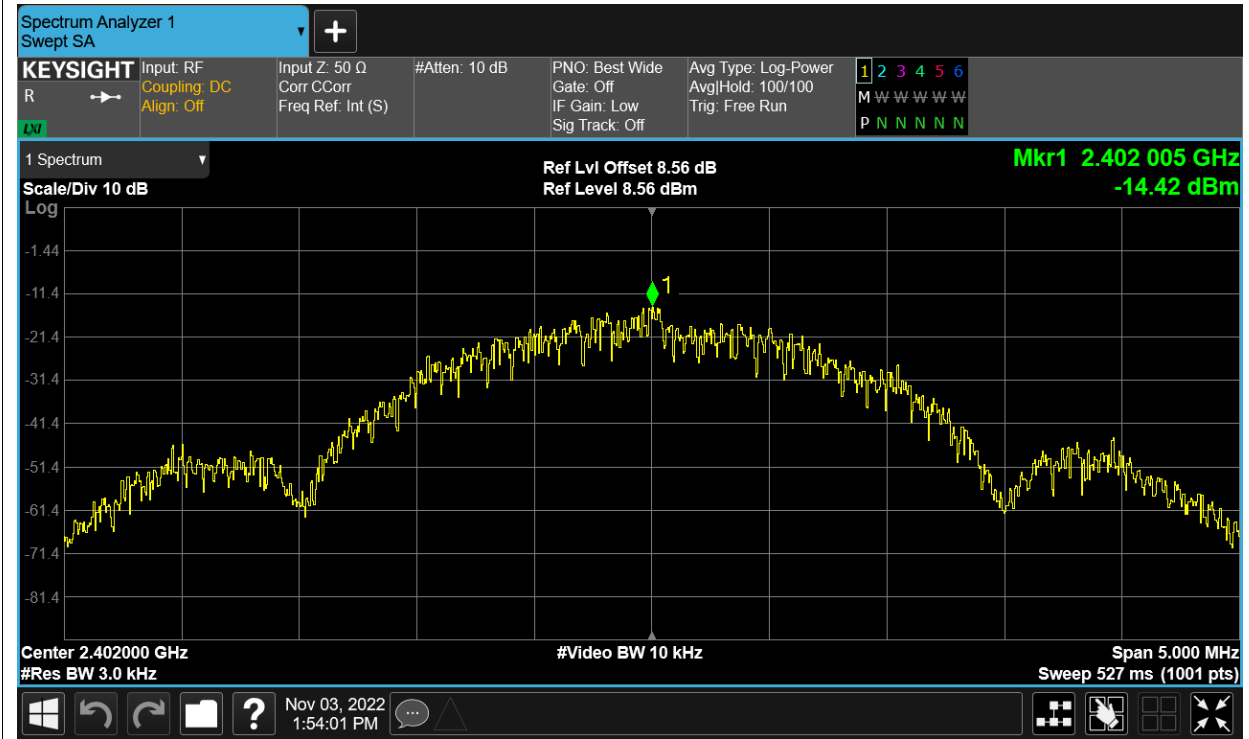 Spectrum Analyzer 1
Swept SA
+
KEYSIGHT
R
LXI
Input: RF
Coupling: DC
Align: Off
Input Z: 50 Ω
Corr CCorr
Freq Ref: Int (S)
#Atten: 10 dB
PNO: Best Wide
Gate: Off
IF Gain: Low
Sig Track: Off
Avg Type: Log-Power
Avg|Hold: 100/100
Trig: Free Run
1 2 3 4 5 6
M W W W W W
P N N N N N
1 Spectrum
Scale/Div 10 dB
Log
Ref Lvl Offset 8.56 dB
Ref Level 8.56 dBm
Mkr1 2.402 005 GHz
-14.42 dBm
1
-1.44
-11.4
-21.4
-31.4
-41.4
-51.4
-61.4
-71.4
-81.4
Center 2.402000 GHz
#Res BW 3.0 kHz
#Video BW 10 kHz
Span 5.000 MHz
Sweep 527 ms (1001 pts)
?
Nov 03, 2022
1:54:01 PM